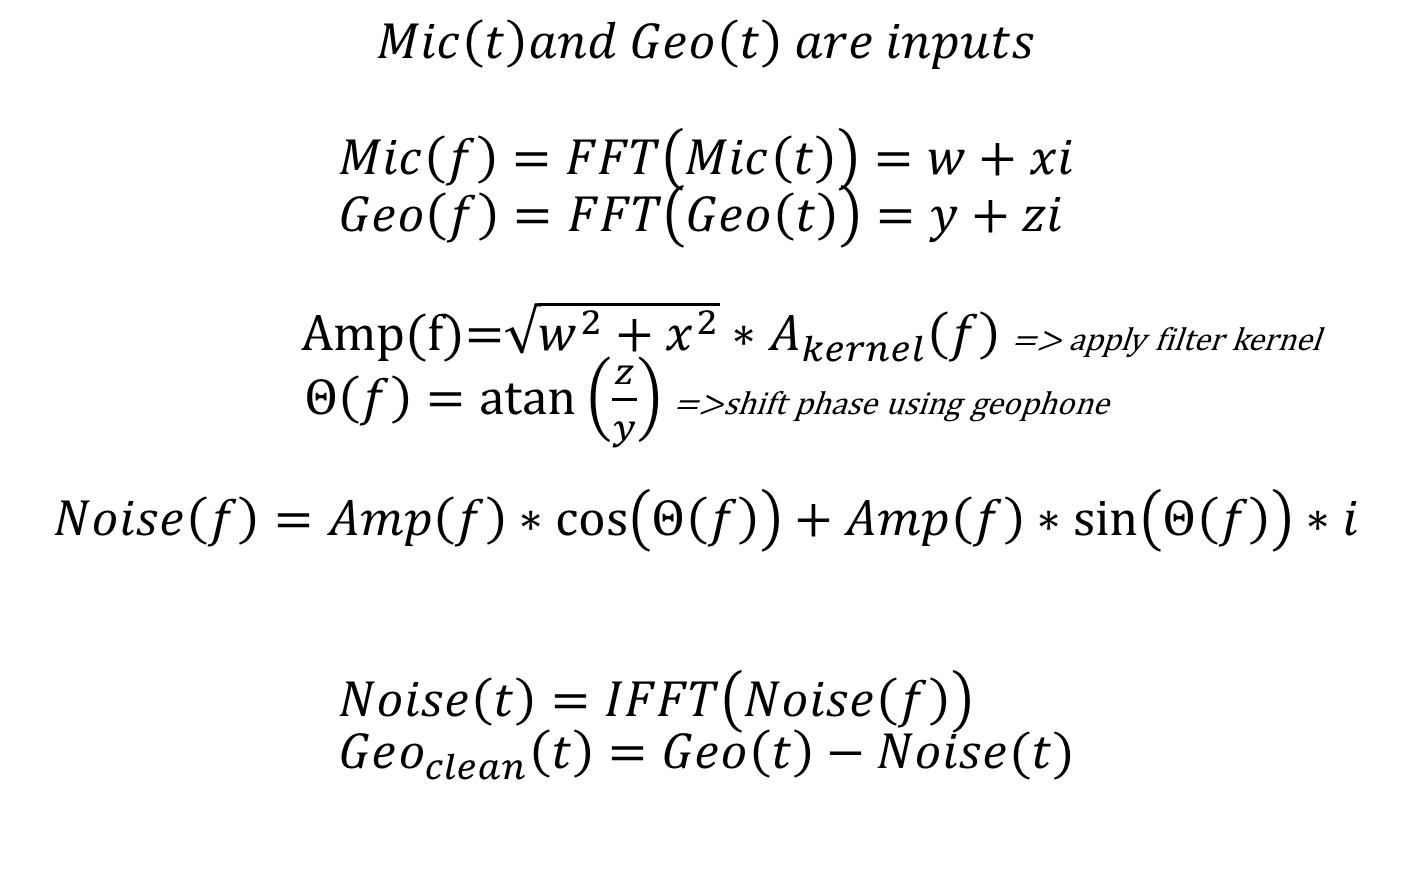 Mic(t)and Geo(t) are inputs
Mic(f) = FFT(Mic(t)) = w + xi
Geo(f) = FFT(Geo(t)) = y + zi
Amp(f)=√(w² + x²) * A_kernel(f) => apply filter kernel
Θ(f) = atan (z/y) =>shift phase using geophone
Noise(f) = Amp(f) * cos(Θ(f)) + Amp(f) * sin(Θ(f)) * i
Noise(t) = IFFT(Noise(f))
Geo_clean(t) = Geo(t) − Noise(t)